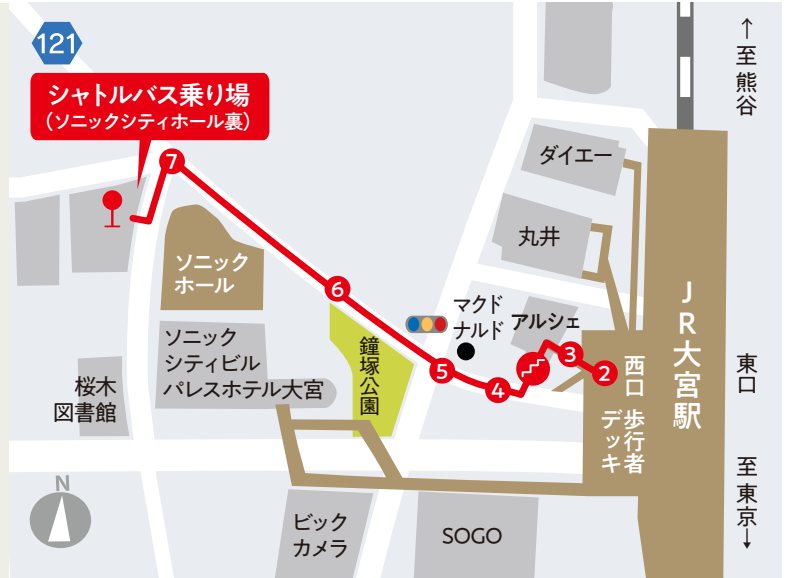 121
シャトルバス乗り場
（ソニックシティホール裏）
7
ソニック
ホール
6
ソニック
シティビル
パレスホテル大宮
桜木
図書館
鐘塚公園
5
マクド
ナルド
4
アルシェ
3
2
ダイエー
丸井
西口
歩行者
デッキ
JR大宮駅
↑至熊谷
東口
至東京↓
N
ビック
カメラ
SOGO